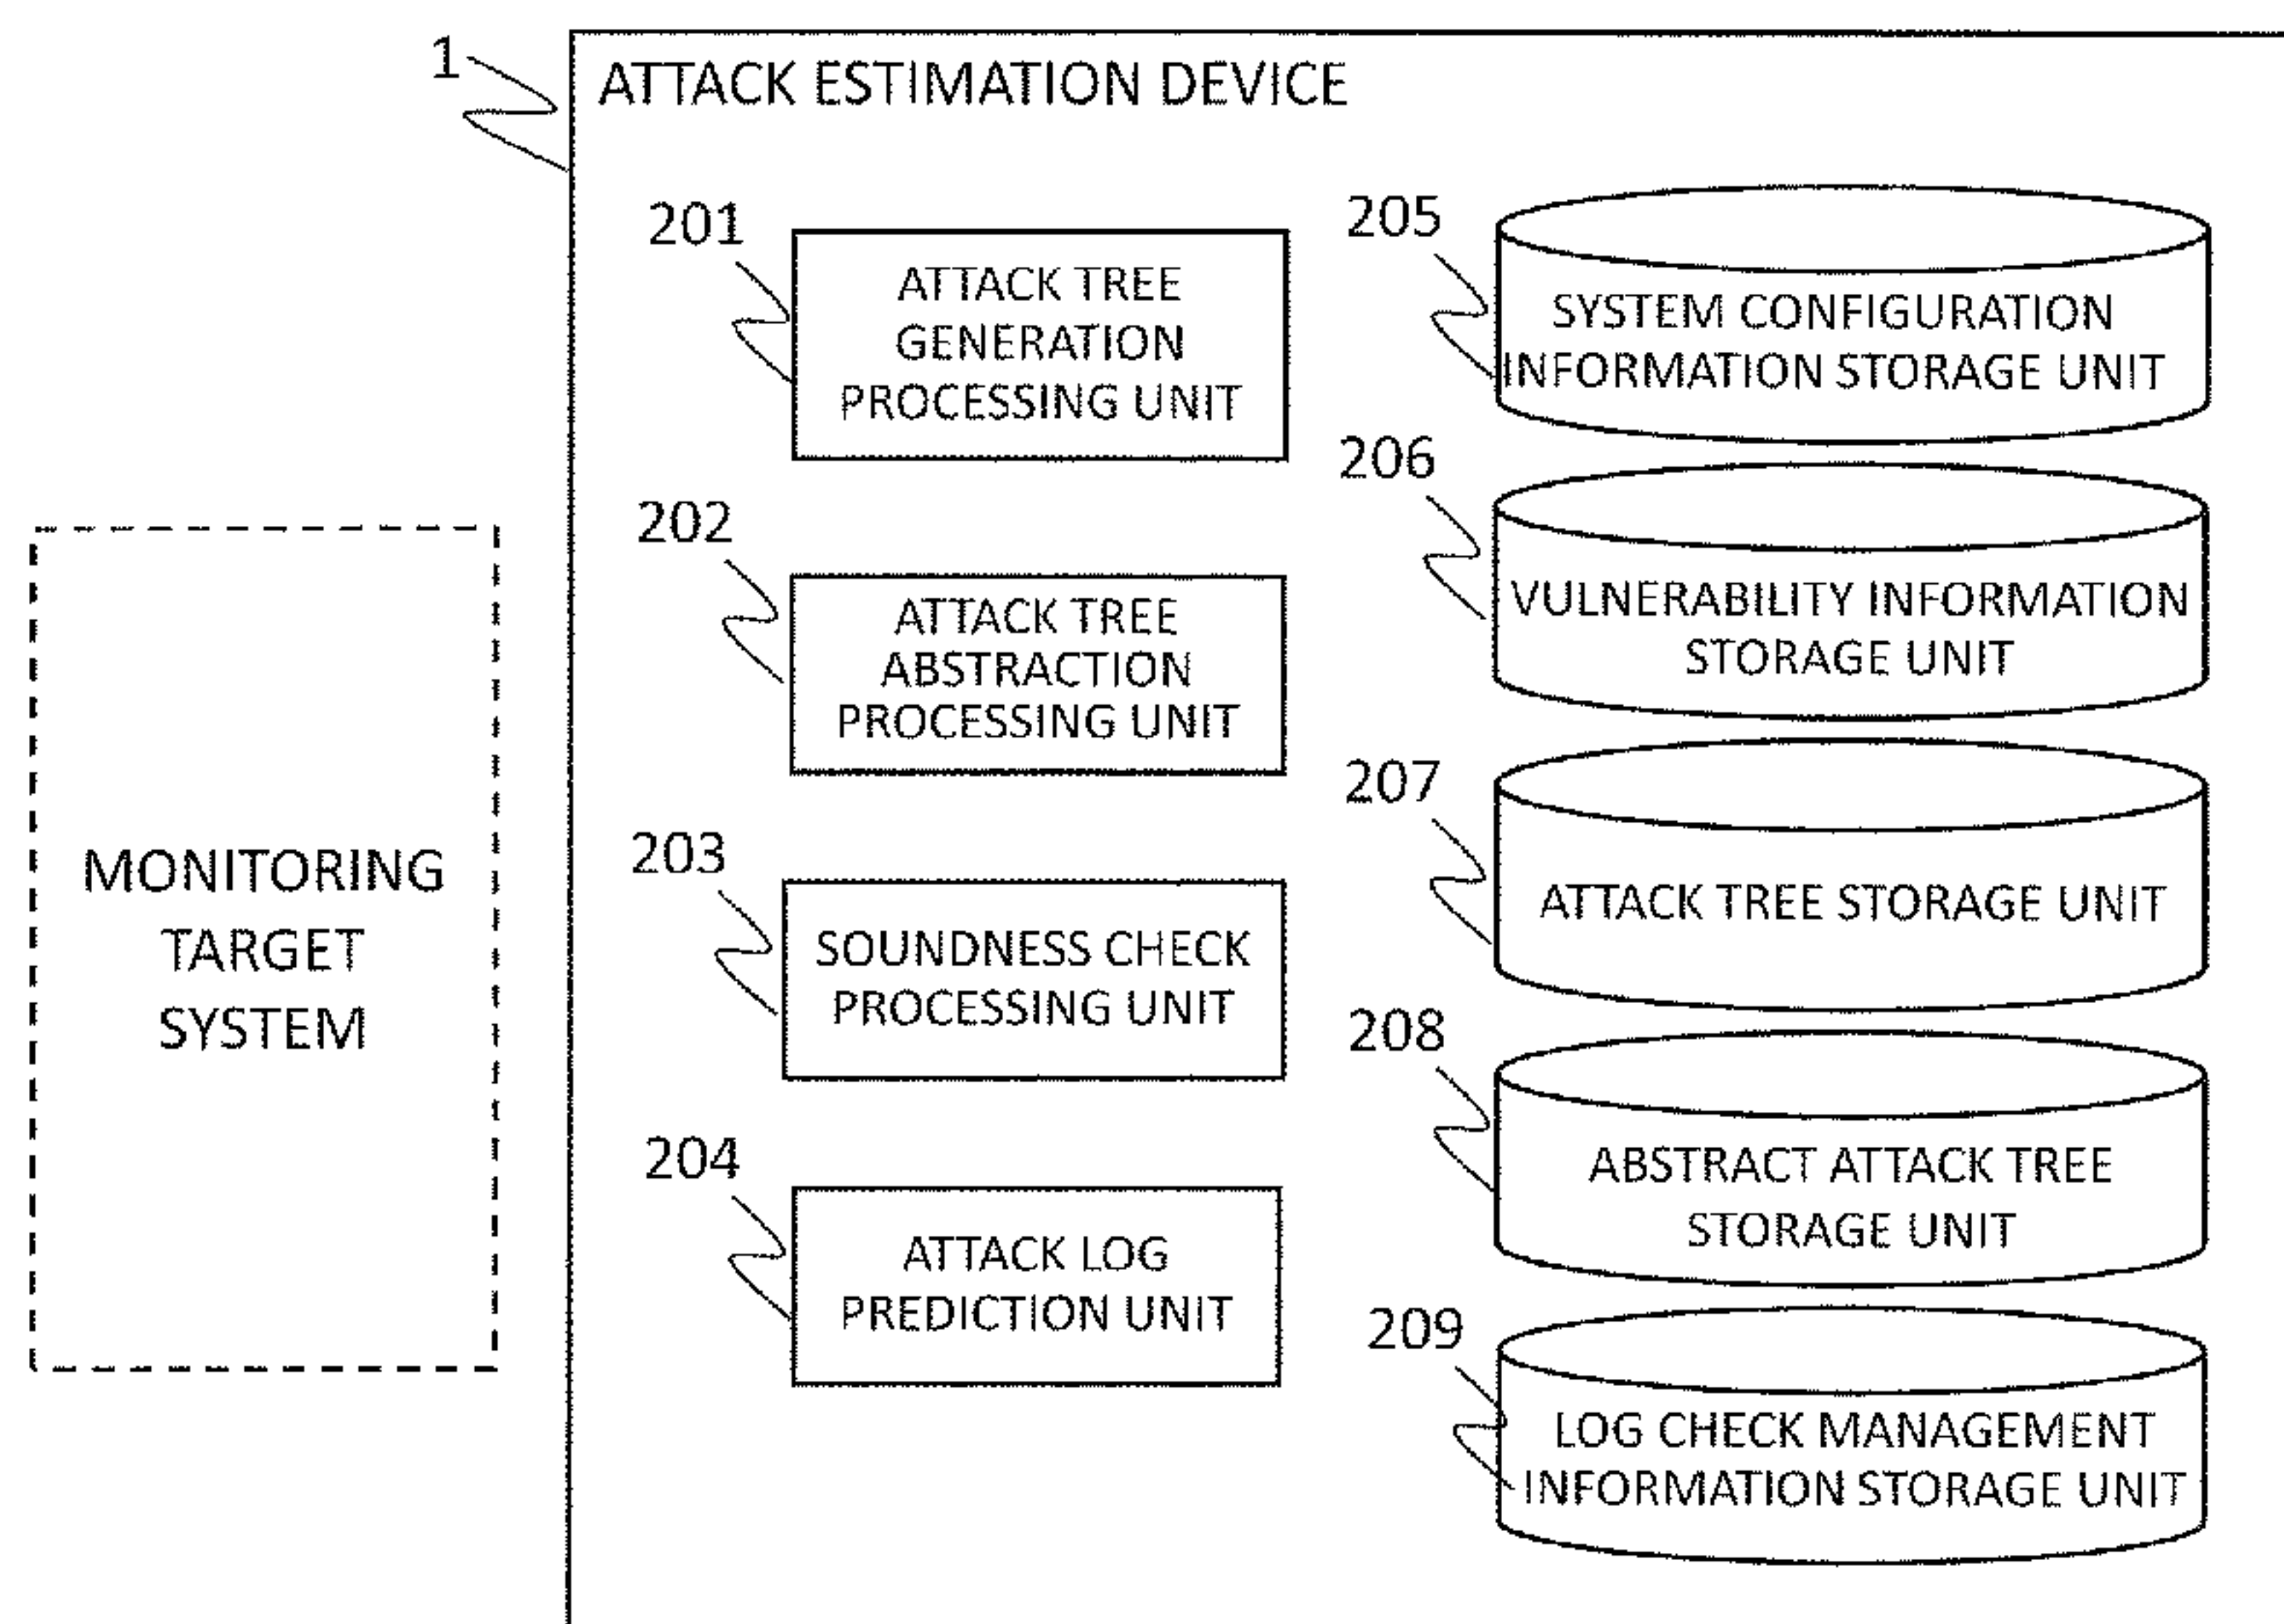 1
ATTACK ESTIMATION DEVICE
201
ATTACK TREE
GENERATION
PROCESSING UNIT
202
ATTACK TREE
ABSTRACTION
PROCESSING UNIT
203
SOUNDNESS CHECK
PROCESSING UNIT
204
ATTACK LOG
PREDICTION UNIT
205
SYSTEM CONFIGURATION
INFORMATION STORAGE UNIT
206
VULNERABILITY INFORMATION
STORAGE UNIT
207
ATTACK TREE STORAGE UNIT
208
ABSTRACT ATTACK TREE
STORAGE UNIT
209
LOG CHECK MANAGEMENT
INFORMATION STORAGE UNIT
MONITORING
TARGET
SYSTEM